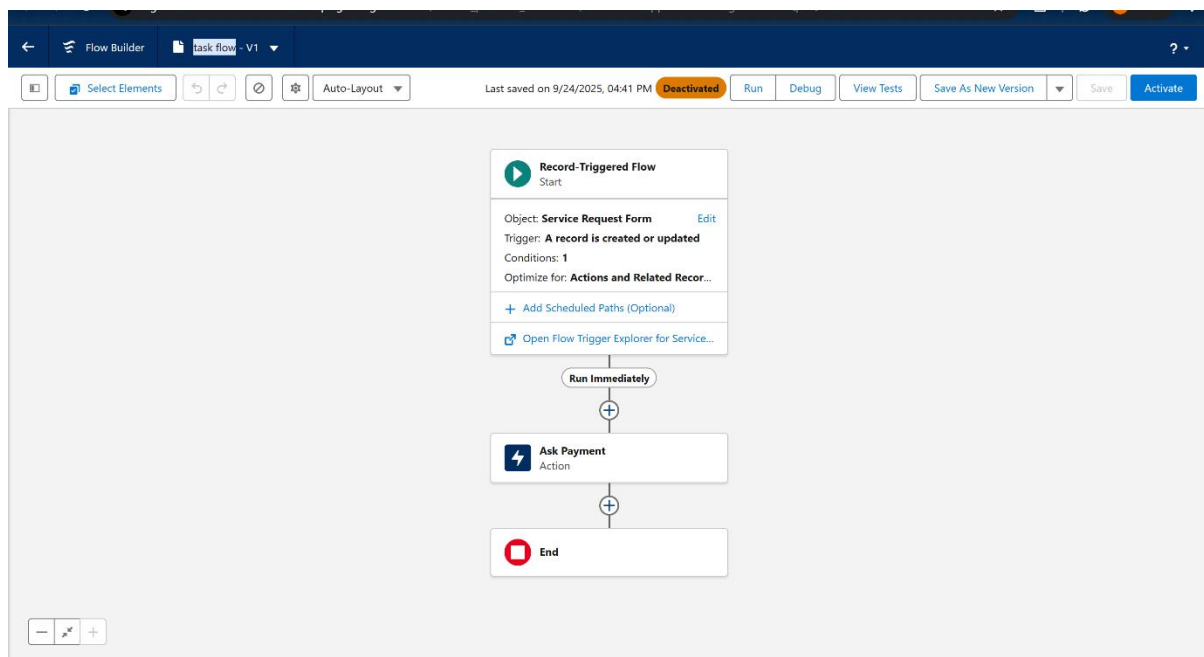 Flow Builder task flow - V1 ?
Select Elements Auto-Layout Last saved on 9/24/2025, 04:41 PM Deactivated Run Debug View Tests Save As New Version Save Activate
Record-Triggered Flow
Start
Object: Service Request Form Edit
Trigger: A record is created or updated
Conditions: 1
Optimize for: Actions and Related Recor...
+ Add Scheduled Paths (Optional)
Open Flow Trigger Explorer for Service...
Run Immediately
Ask Payment
Action
End